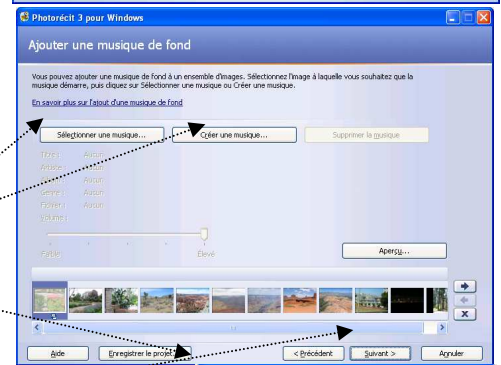 Photorécit 3 pour Windows
Ajouter une musique de fond
Vous pouvez ajouter une musique de fond à un ensemble d'images. Sélectionnez l'image à laquelle vous souhaitez que la
musique démarre, puis cliquez sur Sélectionner une musique ou Créer une musique.
En savoir plus sur l'ajout d'une musique de fond
Sélectionner une musique... Créer une musique... Supprimer la musique
Titre : Aucun
Artiste : Aucun
Aucun
Genre : Aucun
Fichier : Aucun
Volume :
Faible Élevé
Aperçu...
Aide Enregistrer le projet... < Précédent Suivant > Annuler